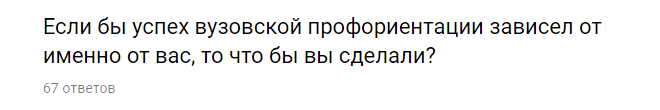 Если бы успех вузовской профориентации зависел от
именно от вас, то что бы вы сделали?
67 ответов